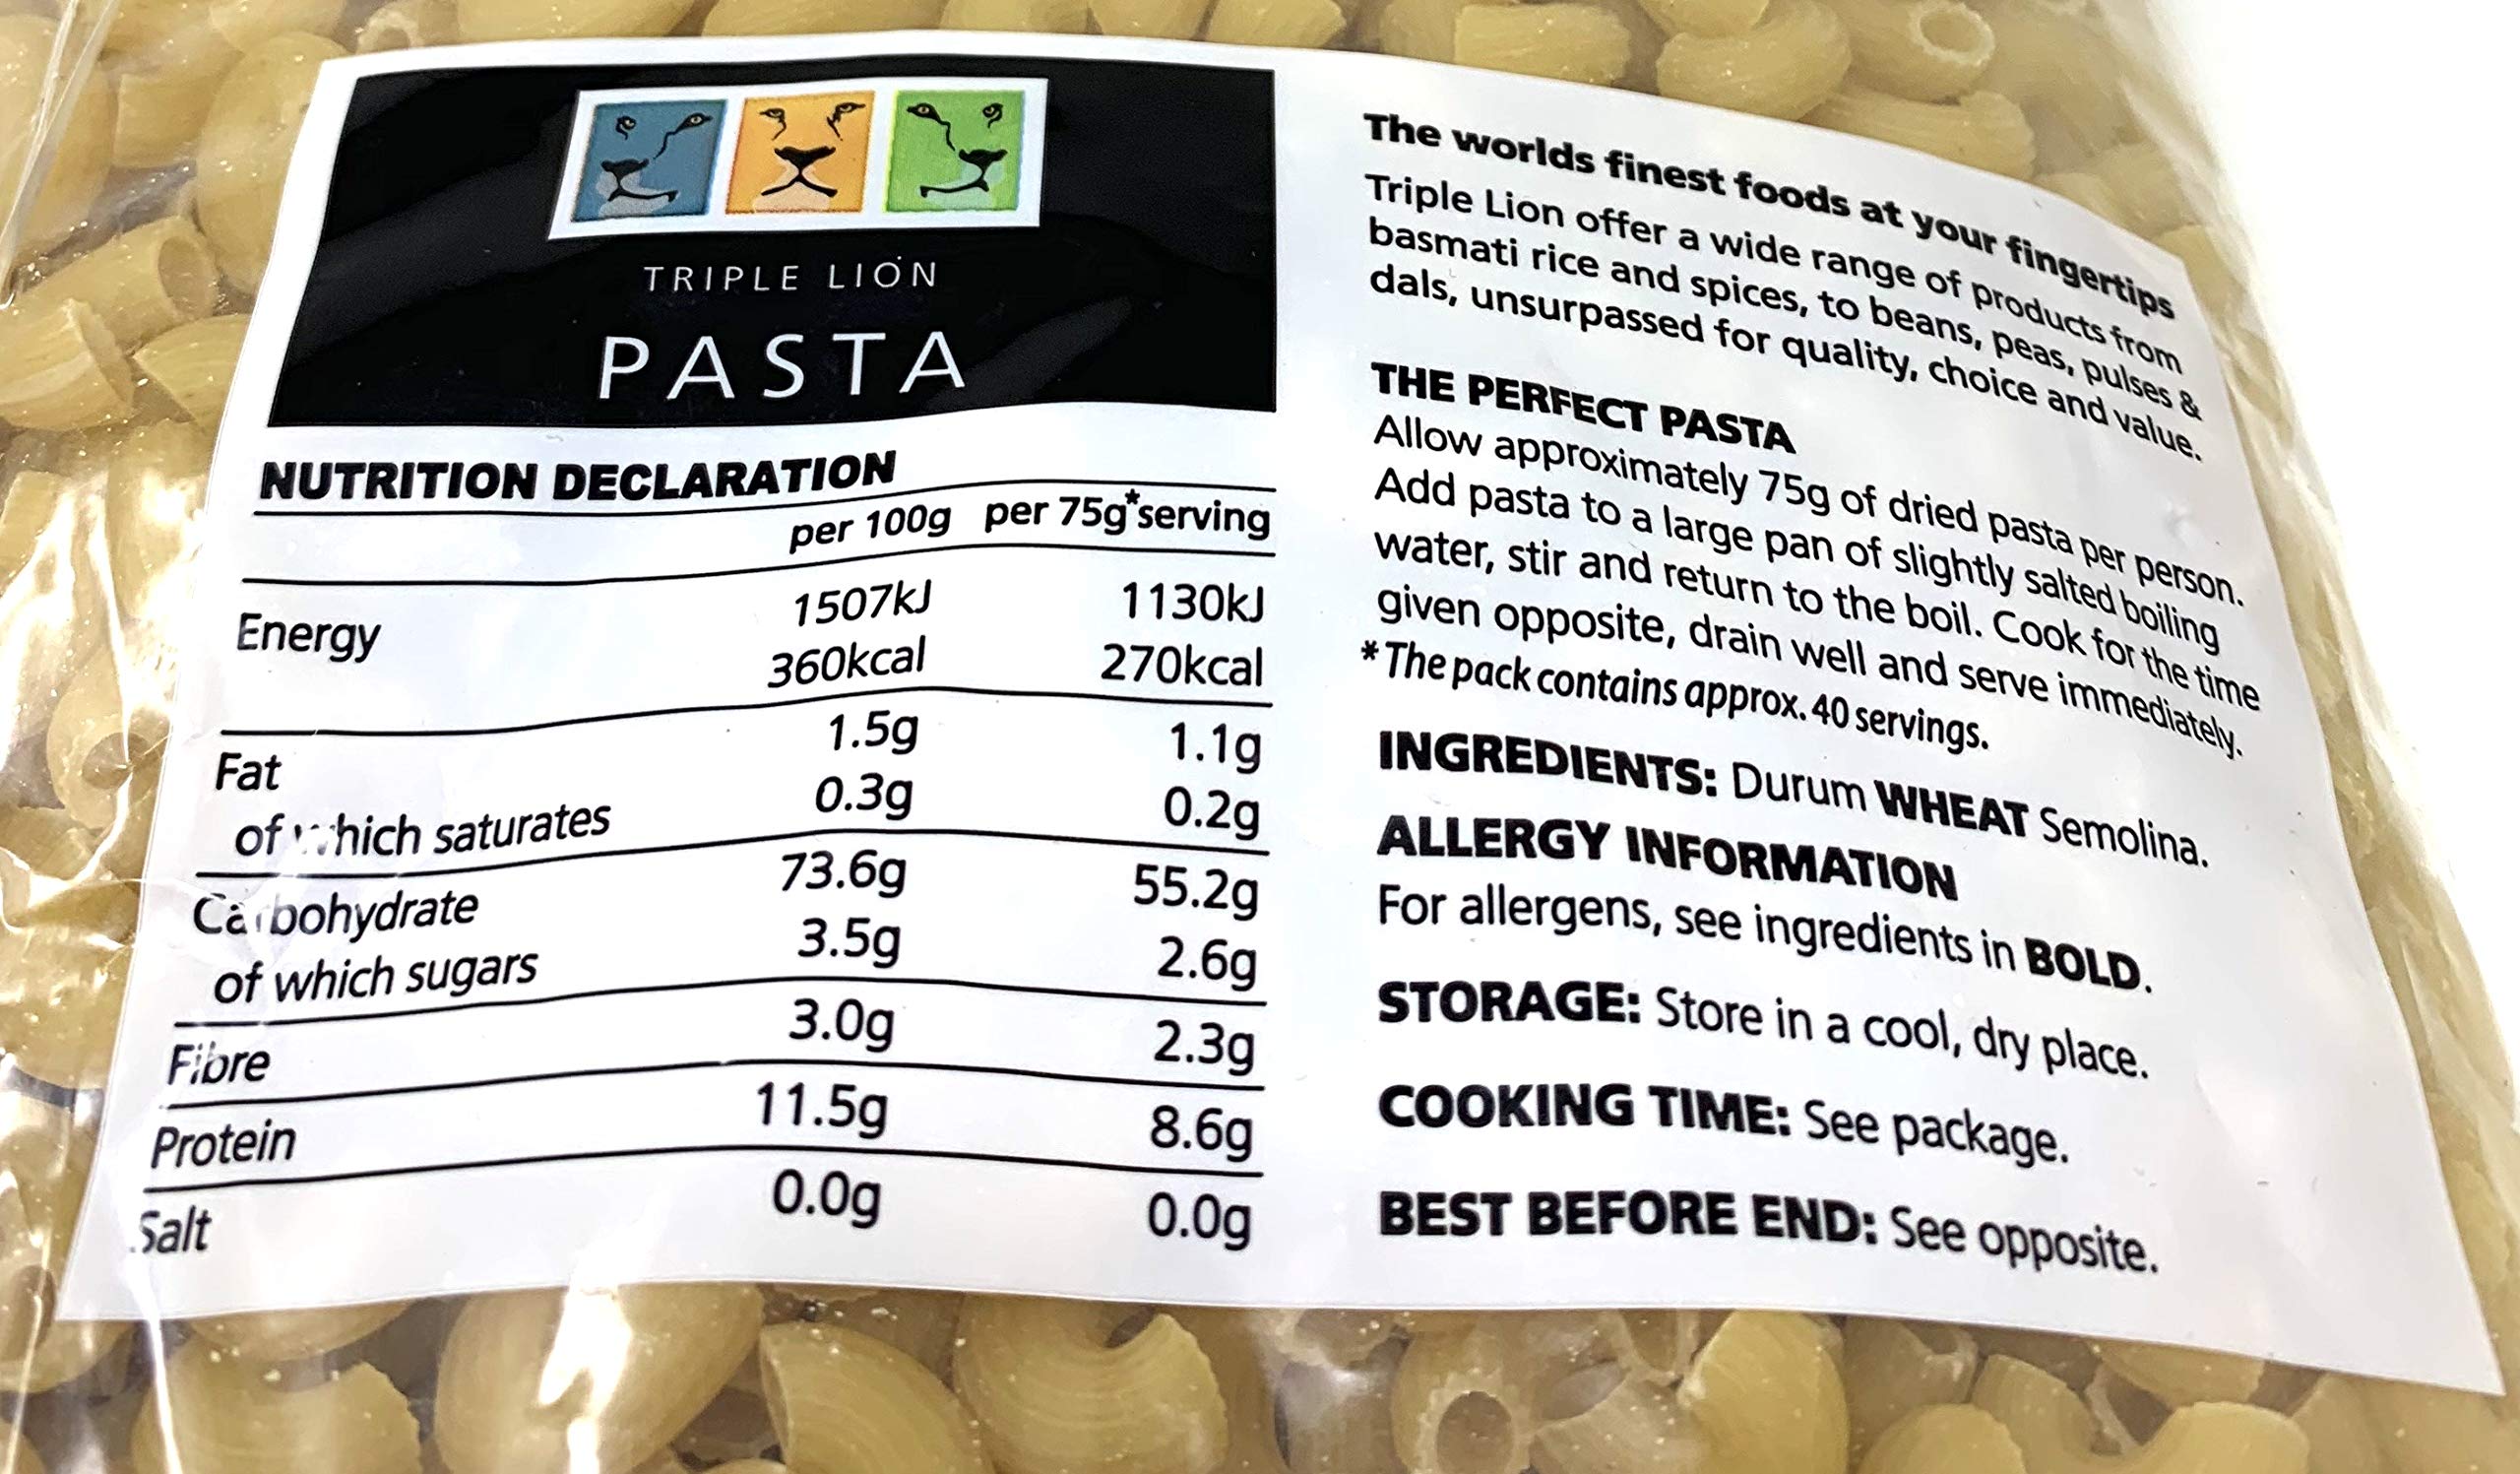 TRIPLE LION
PASTA
NUTRITION DECLARATION
per 100g per 75g*serving
Energy 1507kJ 1130kJ
360kcal 270kcal
Fat 1.5g 1.1g
of which saturates 0.3g 0.2g
Carbohydrate 73.6g 55.2g
of which sugars 3.5g 2.6g
Fibre 3.0g 2.3g
Protein 11.5g 8.6g
Salt 0.0g 0.0g
The worlds finest foods at your fingertips
Triple Lion offer a wide range of products from
basmati rice and spices, to beans, peas, pulses &
dals, unsurpassed for quality, choice and value.
THE PERFECT PASTA
Allow approximately 75g of dried pasta per person.
Add pasta to a large pan of slightly salted boiling
water, stir and return to the boil. Cook for the time
given opposite, drain well and serve immediately.
*The pack contains approx. 40 servings.
INGREDIENTS: Durum WHEAT Semolina.
ALLERGY INFORMATION
For allergens, see ingredients in BOLD.
STORAGE: Store in a cool, dry place.
COOKING TIME: See package.
BEST BEFORE END: See opposite.